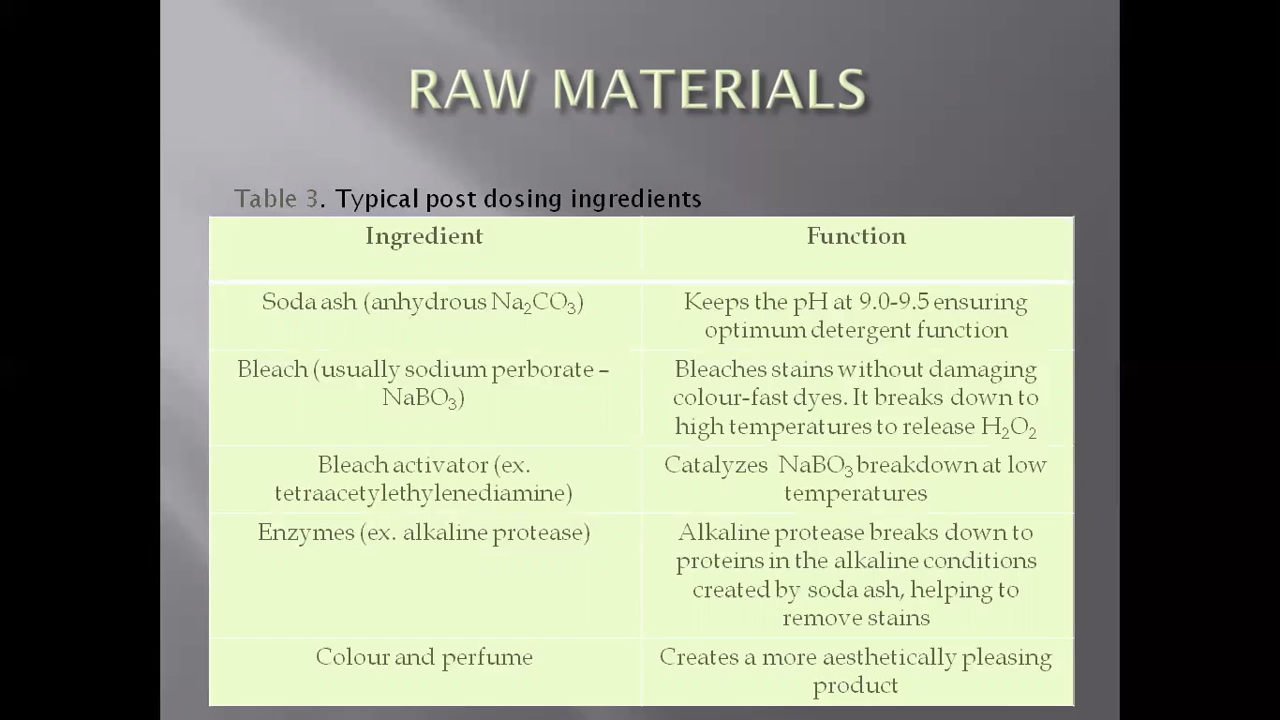 RAW MATERIALS
Table 3. Typical post dosing ingredients
Ingredient
Function
Soda ash (anhydrous Na₂CO₃)
Keeps the pH at 9.0-9.5 ensuring
optimum detergent function
Bleach (usually sodium perborate –
NaBO₃)
Bleaches stains without damaging
colour-fast dyes. It breaks down to
high temperatures to release H₂O₂
Bleach activator (ex.
tetraacetylethylenediamine)
Catalyzes NaBO₃ breakdown at low
temperatures
Enzymes (ex. alkaline protease)
Alkaline protease breaks down to
proteins in the alkaline conditions
created by soda ash, helping to
remove stains
Colour and perfume
Creates a more aesthetically pleasing
product